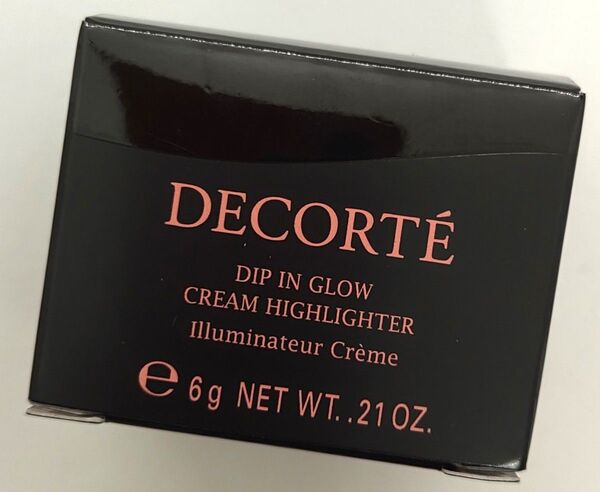 DECORTÉ
DIP IN GLOW
CREAM HIGHLIGHTER
Illuminateur Crème
℮ 6g NET WT. .21 OZ.